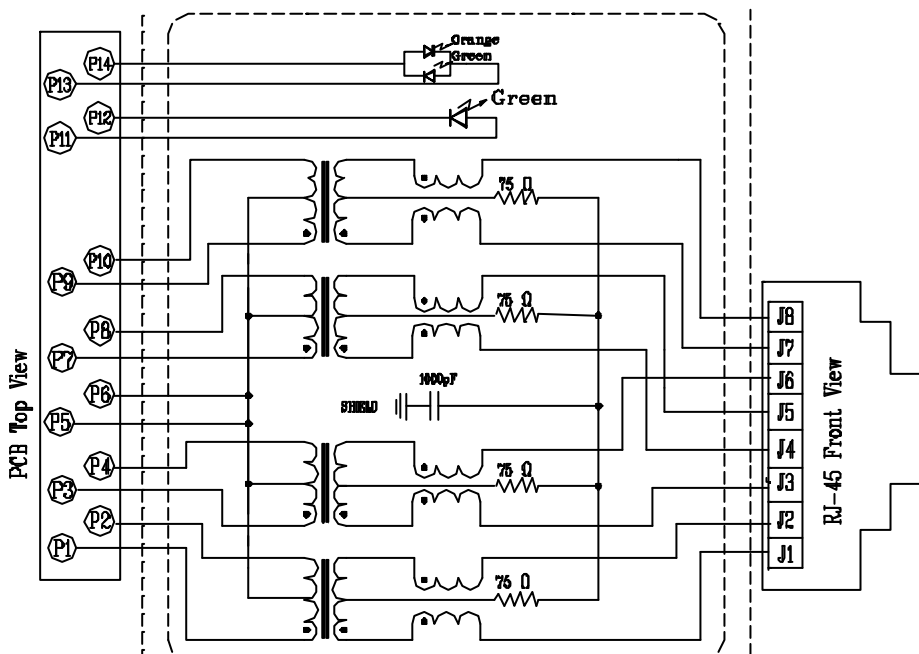 Orange
Green
P14
P13
P12
Green
P11
75 Ω
P10
P9
75 Ω
P8
P7
J8
J7
J6
J5
J4
J3
J2
J1
1000pF
SHIELD
P6
P5
75 Ω
P4
P3
P2
P1
75 Ω
PCB Top View
RJ-45 Front View